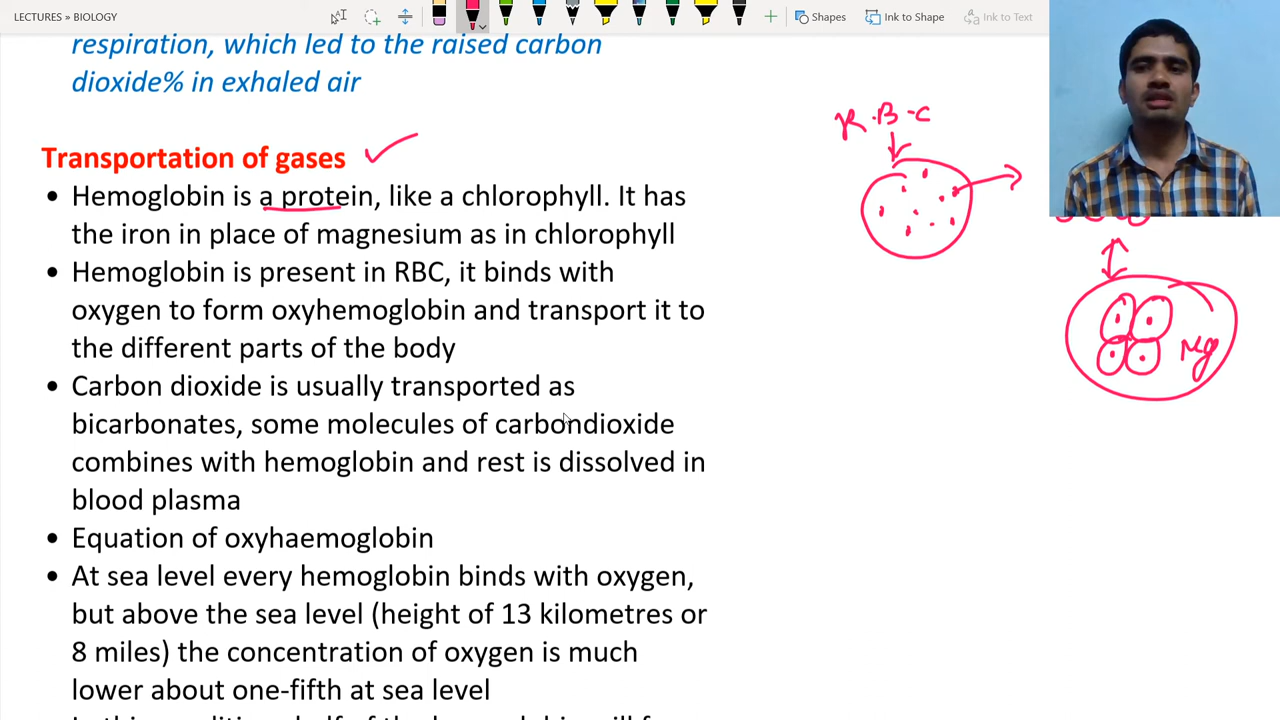 LECTURES » BIOLOGY
Shapes
Ink to Shape
Ink to Text
respiration, which led to the raised carbon
dioxide% in exhaled air
R.B.C
Transportation of gases
• Hemoglobin is a protein, like a chlorophyll. It has
the iron in place of magnesium as in chlorophyll
• Hemoglobin is present in RBC, it binds with
oxygen to form oxyhemoglobin and transport it to
the different parts of the body
Mg
• Carbon dioxide is usually transported as
bicarbonates, some molecules of carbondioxide
combines with hemoglobin and rest is dissolved in
blood plasma
• Equation of oxyhaemoglobin
• At sea level every hemoglobin binds with oxygen,
but above the sea level (height of 13 kilometres or
8 miles) the concentration of oxygen is much
lower about one-fifth at sea level